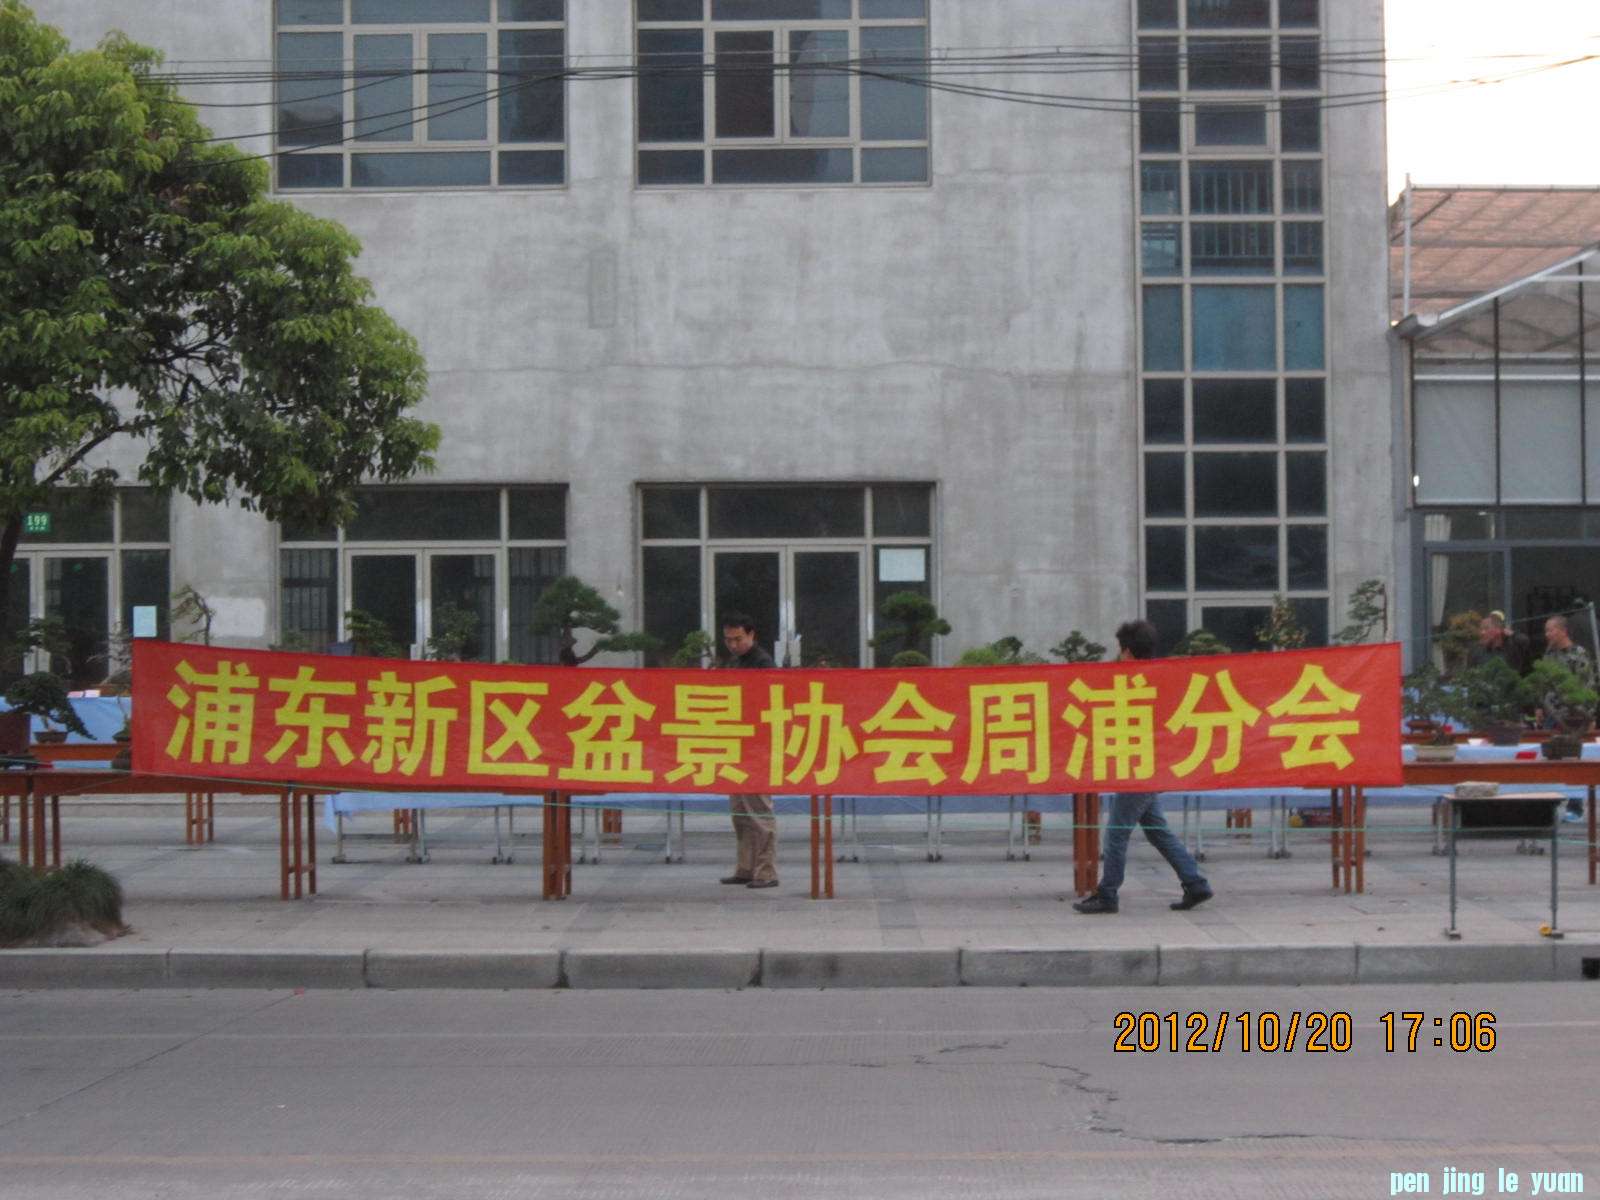 199
浦东新区盆景协会周浦分会
2012/10/20 17:06
pen jing le yuan